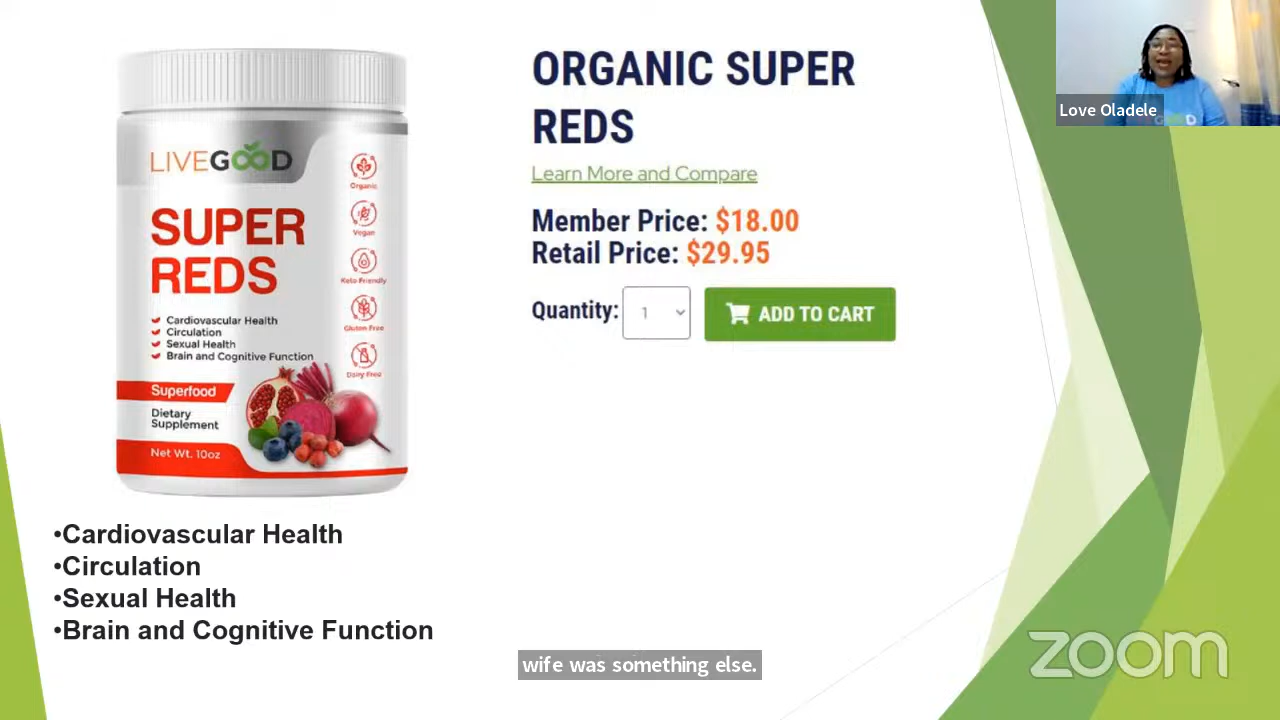 LIVEGOOD
SUPER
REDS
Cardiovascular Health
Circulation
Sexual Health
Brain and Cognitive Function
Superfood
Dietary
Supplement
Net Wt. 10oz
Organic
Vegan
Keto Friendly
Gluten Free
Dairy Free
•Cardiovascular Health
•Circulation
•Sexual Health
•Brain and Cognitive Function
ORGANIC SUPER
REDS
Learn More and Compare
Member Price: $18.00
Retail Price: $29.95
Quantity: 1 ADD TO CART
Love Oladele
wife was something else.
zoom